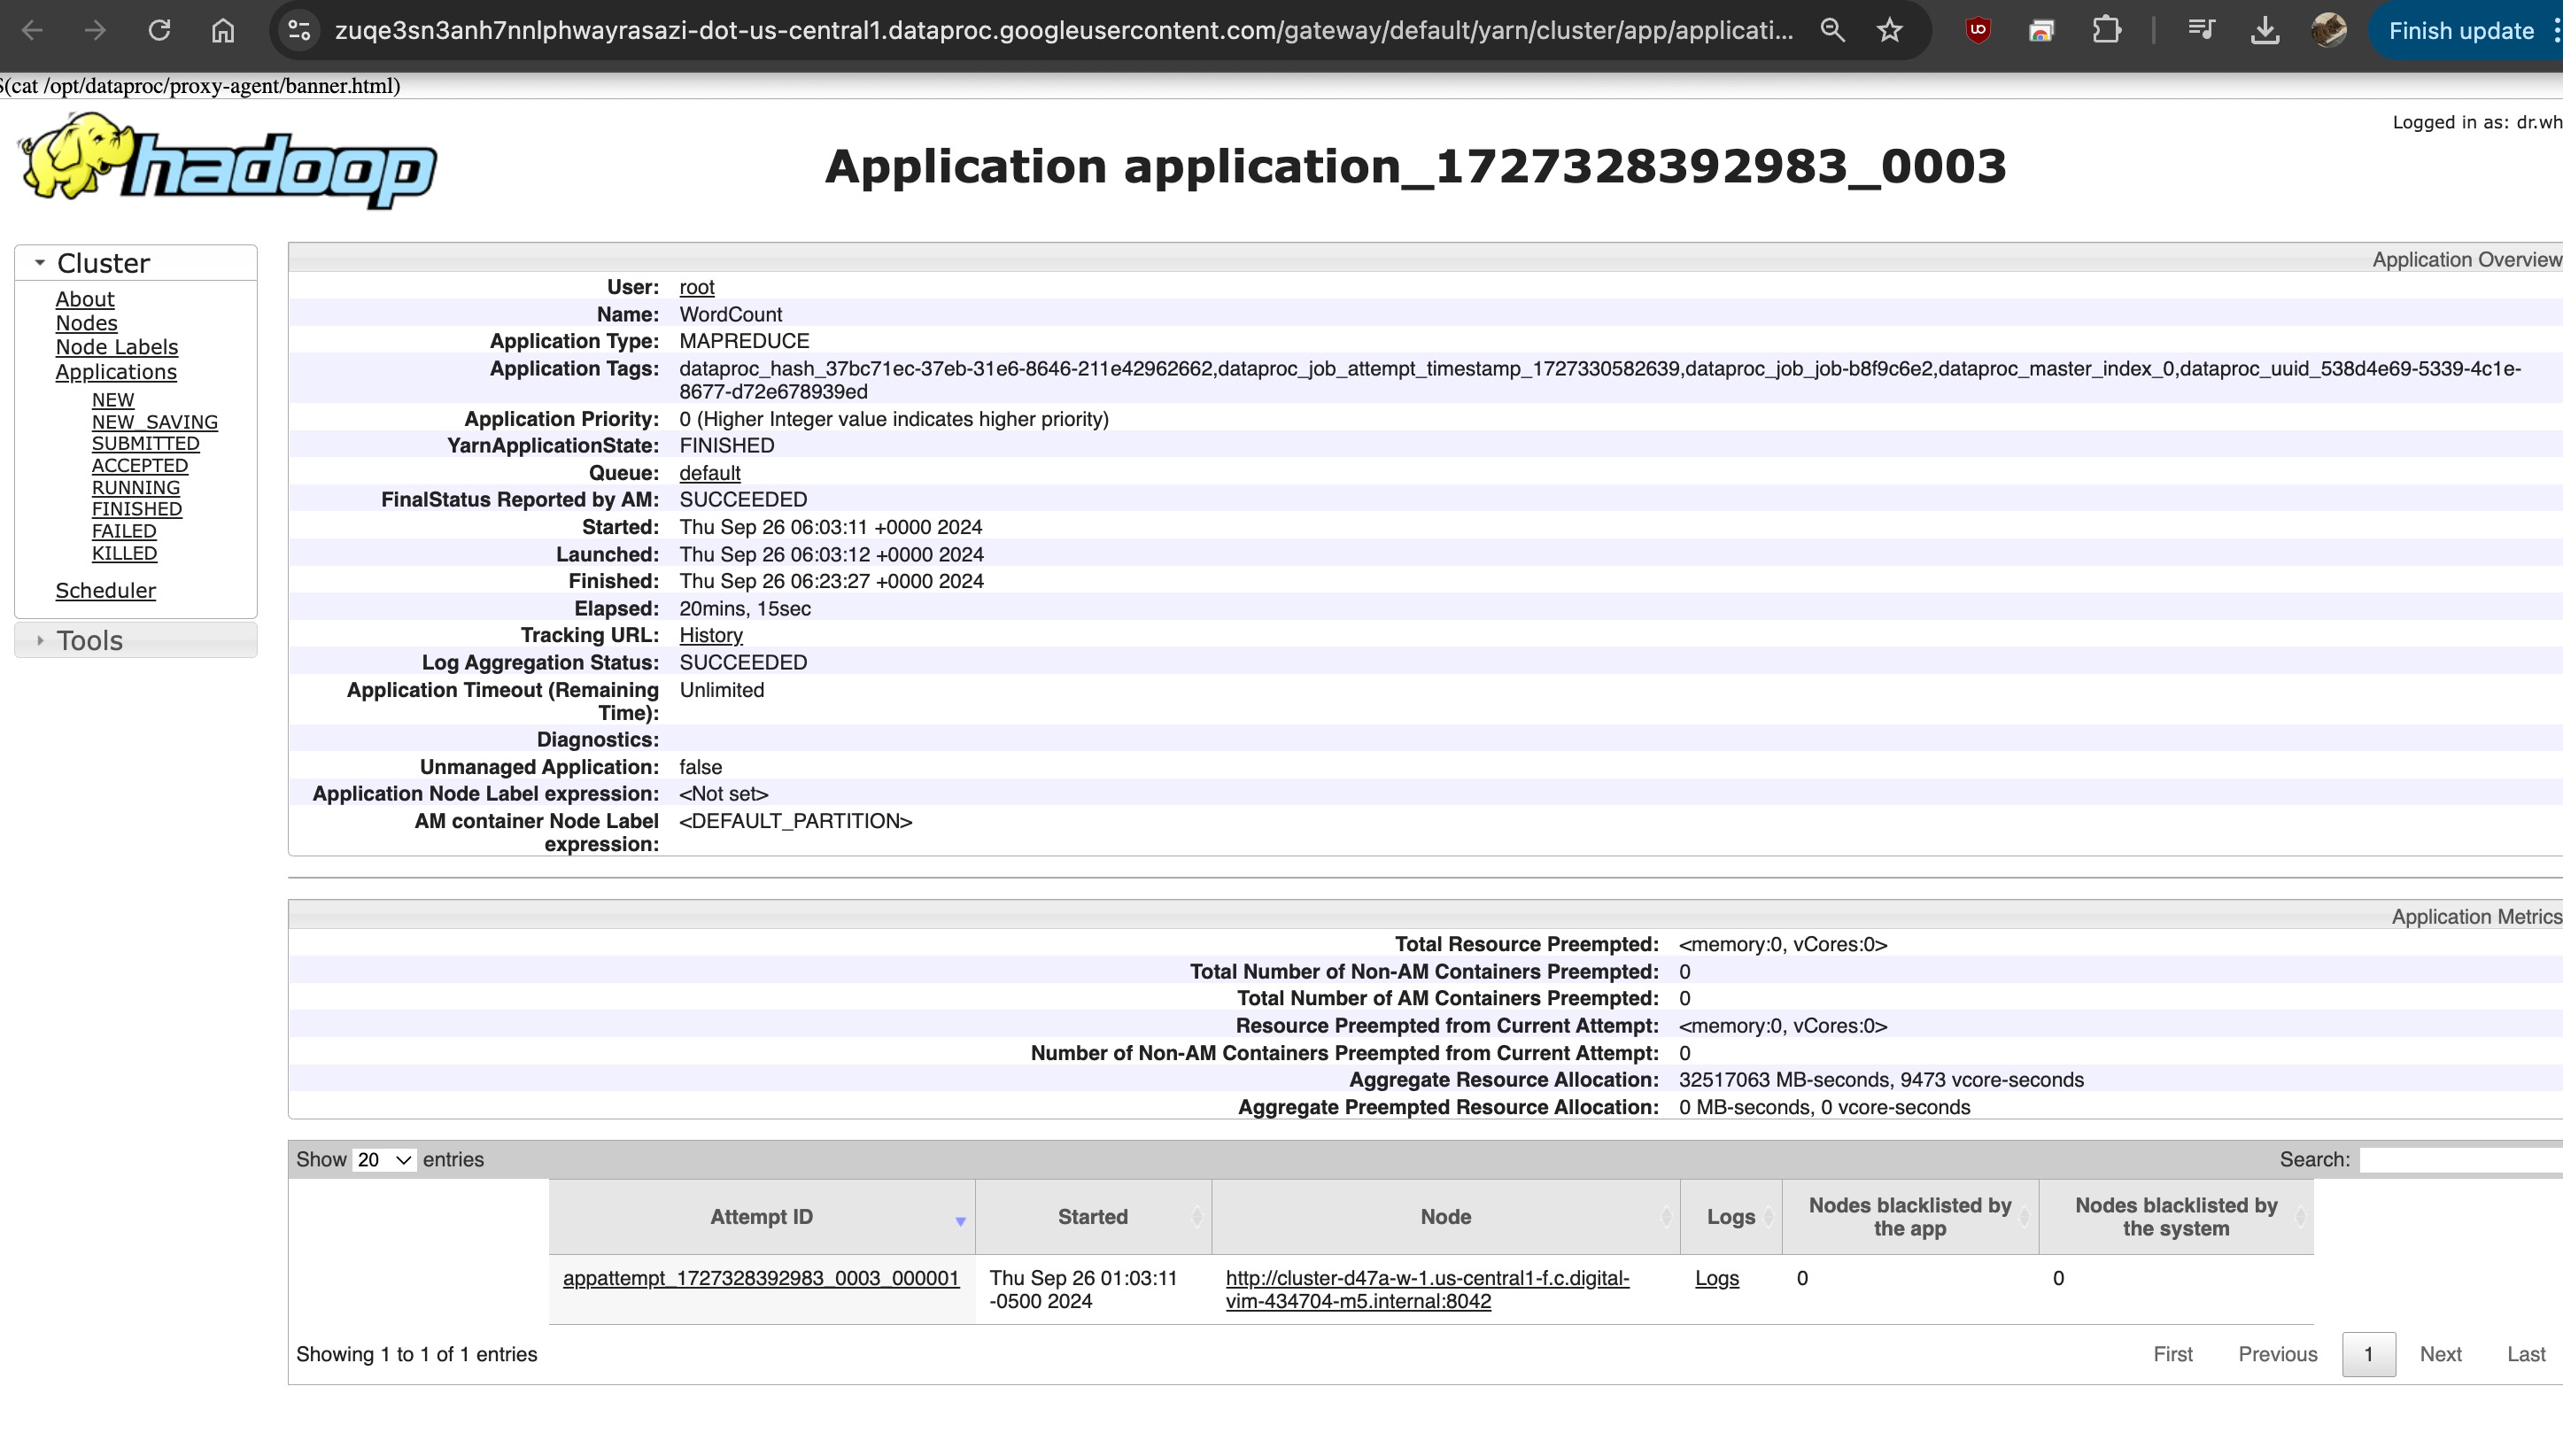 zuqe3sn3anh7nnlphwayrasazi-dot-us-central1.dataproc.googleusercontent.com/gateway/default/yarn/cluster/app/applicati...
Finish update
$(cat /opt/dataproc/proxy-agent/banner.html)
hadoop
Logged in as: dr.wh
Application application_1727328392983_0003
Cluster
About
Nodes
Node Labels
Applications
NEW
NEW_SAVING
SUBMITTED
ACCEPTED
RUNNING
FINISHED
FAILED
KILLED
Scheduler
Tools
Application Overview
User: root
Name: WordCount
Application Type: MAPREDUCE
Application Tags: dataproc_hash_37bc71ec-37eb-31e6-8646-211e42962662,dataproc_job_attempt_timestamp_1727330582639,dataproc_job_job-b8f9c6e2,dataproc_master_index_0,dataproc_uuid_538d4e69-5339-4c1e-
8677-d72e678939ed
Application Priority: 0 (Higher Integer value indicates higher priority)
YarnApplicationState: FINISHED
Queue: default
FinalStatus Reported by AM: SUCCEEDED
Started: Thu Sep 26 06:03:11 +0000 2024
Launched: Thu Sep 26 06:03:12 +0000 2024
Finished: Thu Sep 26 06:23:27 +0000 2024
Elapsed: 20mins, 15sec
Tracking URL: History
Log Aggregation Status: SUCCEEDED
Application Timeout (Remaining Unlimited
Time):
Diagnostics:
Unmanaged Application: false
Application Node Label expression: <Not set>
AM container Node Label <DEFAULT_PARTITION>
expression:
Application Metrics
Total Resource Preempted: <memory:0, vCores:0>
Total Number of Non-AM Containers Preempted: 0
Total Number of AM Containers Preempted: 0
Resource Preempted from Current Attempt: <memory:0, vCores:0>
Number of Non-AM Containers Preempted from Current Attempt: 0
Aggregate Resource Allocation: 32517063 MB-seconds, 9473 vcore-seconds
Aggregate Preempted Resource Allocation: 0 MB-seconds, 0 vcore-seconds
Show 20 entries
Search:
Attempt ID Started Node Logs Nodes blacklisted by the app Nodes blacklisted by the system
appattempt_1727328392983_0003_000001 Thu Sep 26 01:03:11 http://cluster-d47a-w-1.us-central1-f.c.digital- Logs 0 0
-0500 2024 vim-434704-m5.internal:8042
Showing 1 to 1 of 1 entries
First Previous 1 Next Last